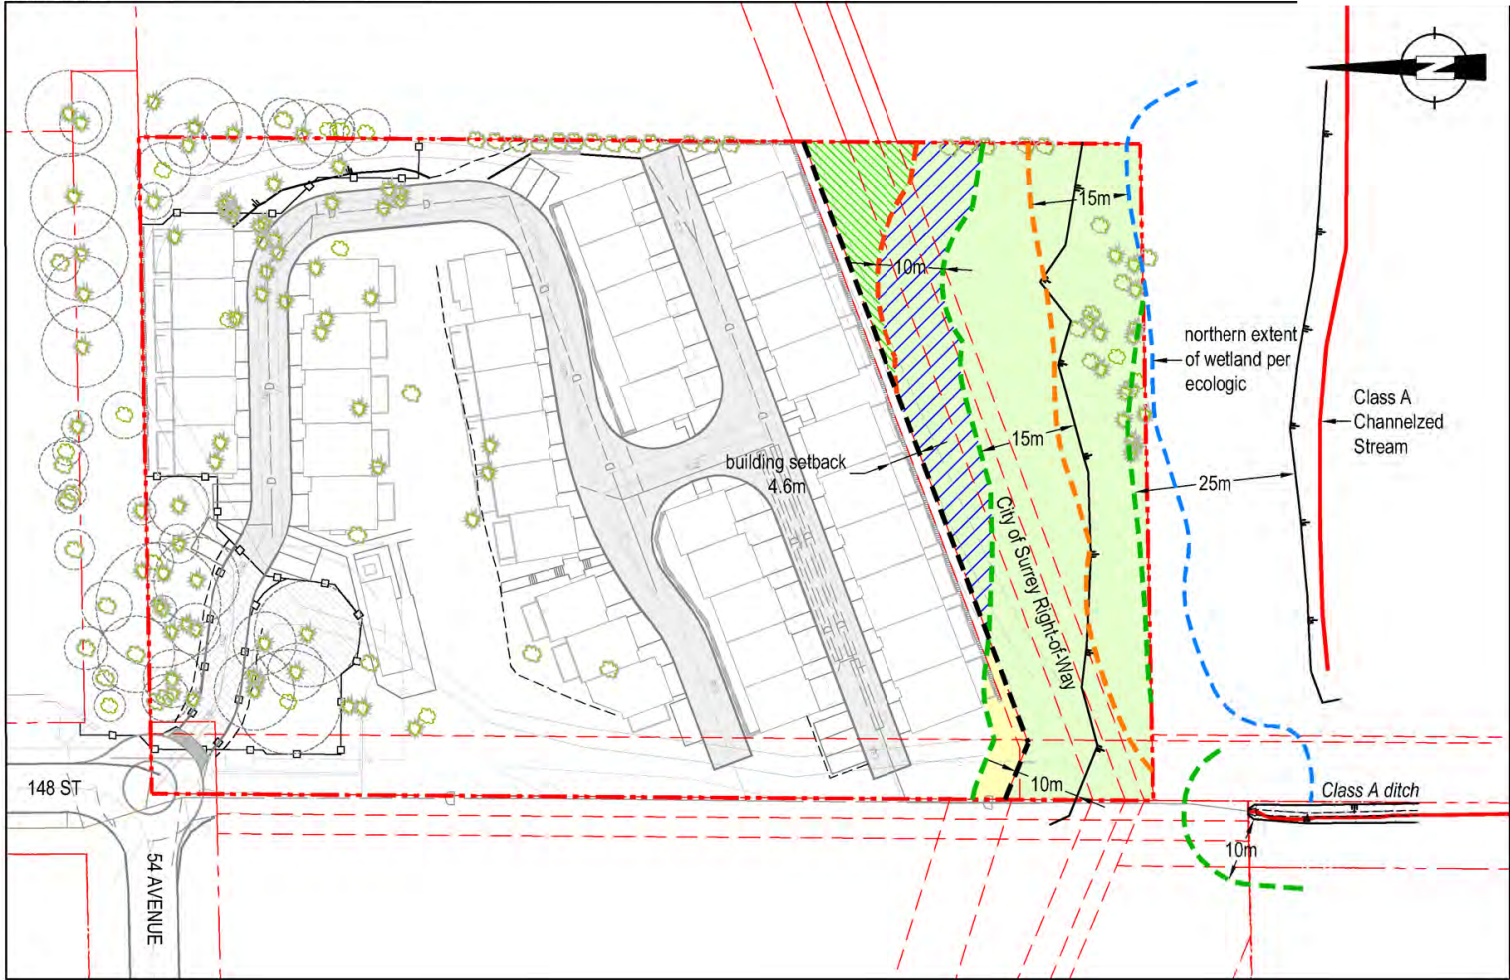 N
15m
10m
northern extent
of wetland per
ecologic
Class A
Channelzed
Stream
15m
building setback
4.6m
25m
City of Surrey Right-of-Way
10m
148 ST
Class A ditch
10m
54 AVENUE